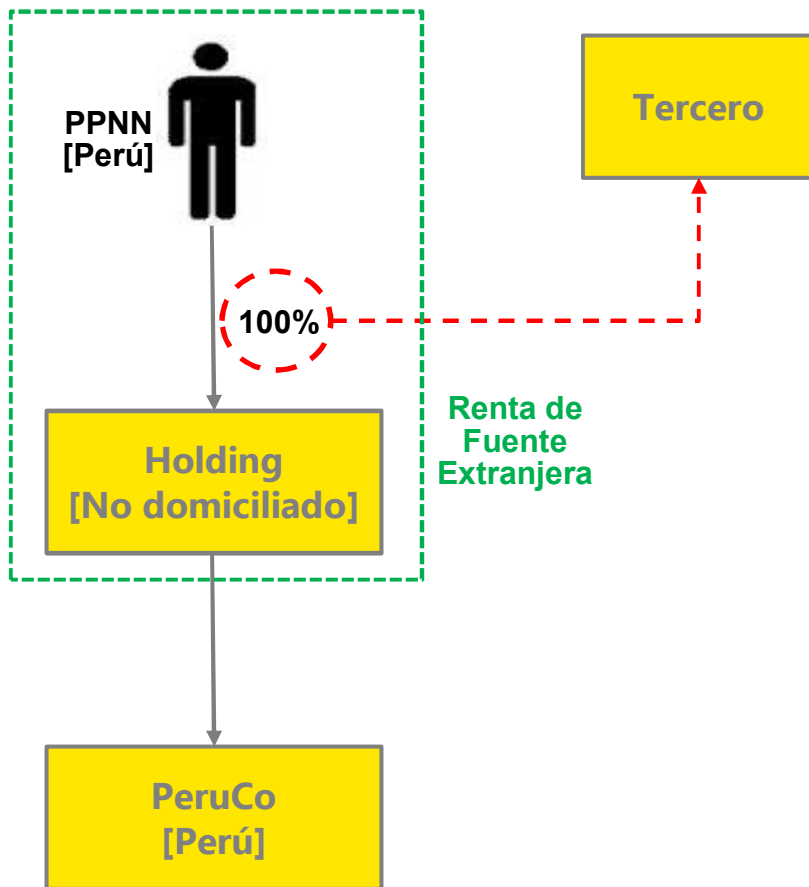 PPNN
[Perú]
Tercero
100%
Renta de
Fuente
Extranjera
Holding
[No domiciliado]
PeruCo
[Perú]